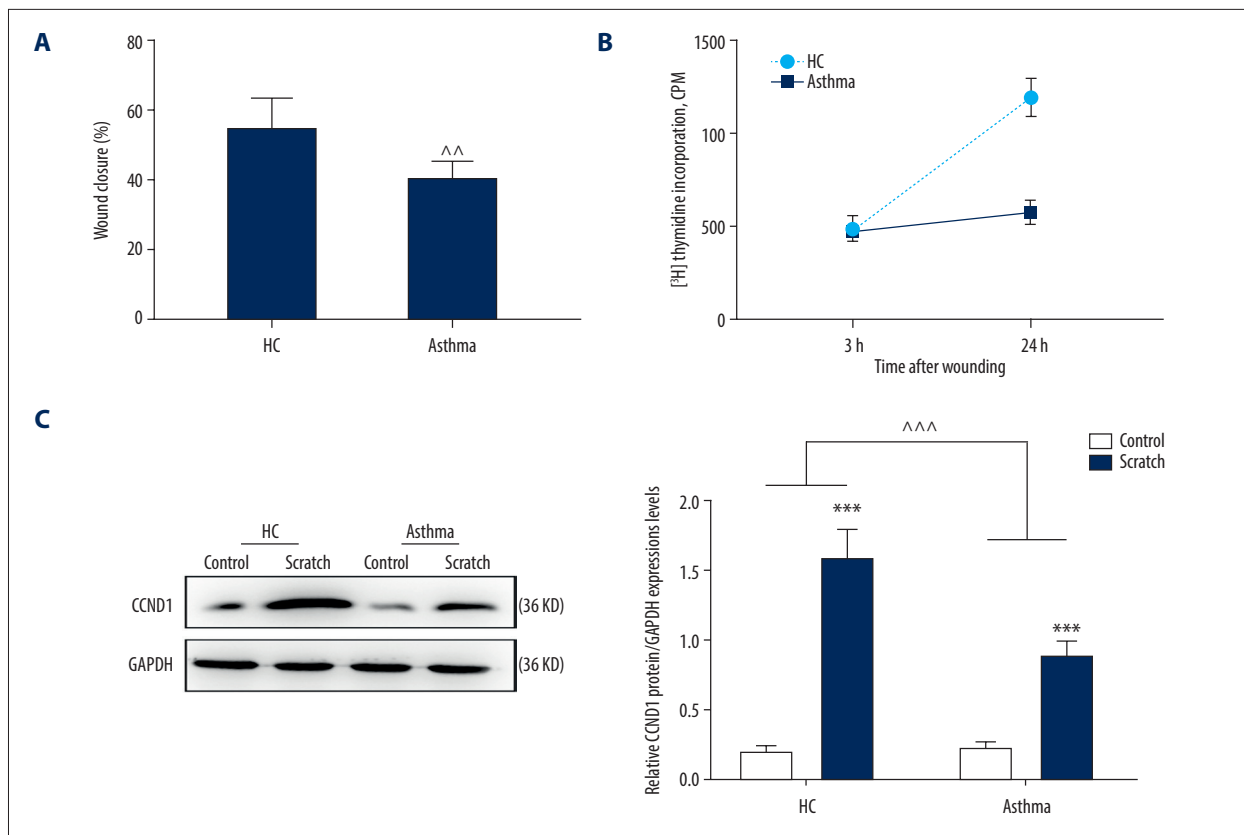 A
Wound closure (%)
80
60
40
20
0
^^
HC
Asthma
B
HC
Asthma
[³H] thymidine incorporation, CPM
1500
1000
500
0
3 h
24 h
Time after wounding
C
HC
Asthma
Control Scratch Control Scratch
CCND1 (36 KD)
GAPDH (36 KD)
^^^
Control
Scratch
Relative CCND1 protein/GAPDH expressions levels
2.0
1.5
1.0
0.5
0.0
***
***
HC
Asthma